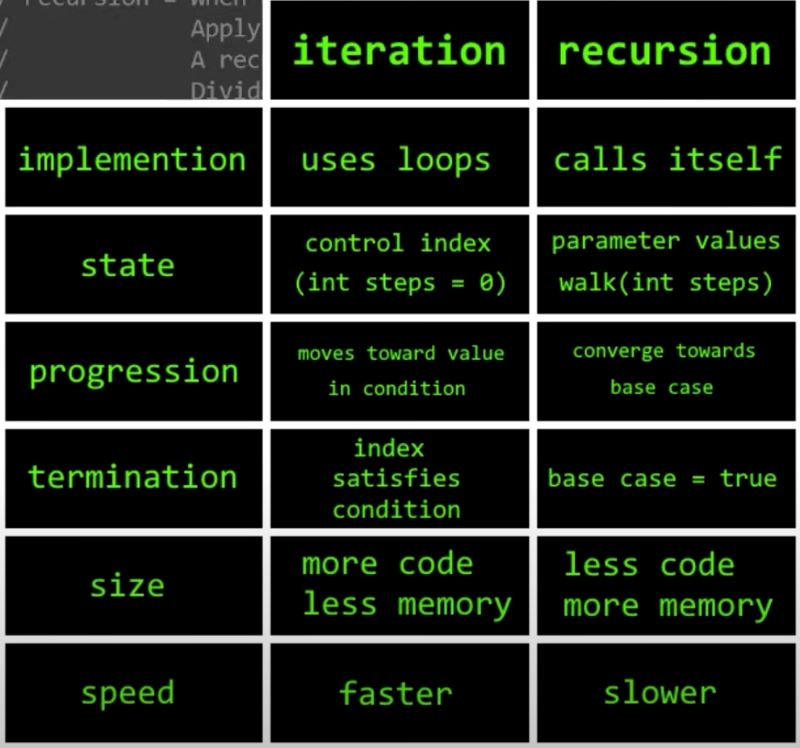 / recursion = When
/ Apply
/ A rec
/ Divid
iteration
recursion
implemention
uses loops
calls itself
state
control index
(int steps = 0)
parameter values
walk(int steps)
progression
moves toward value
in condition
converge towards
base case
termination
index
satisfies
condition
base case = true
size
more code
less memory
less code
more memory
speed
faster
slower